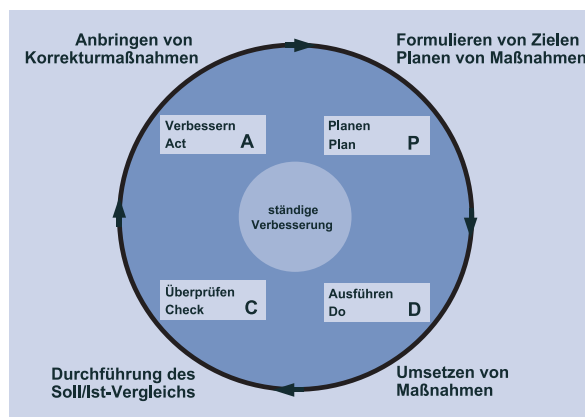 Anbringen von
Korrekturmaßnahmen
Formulieren von Zielen
Planen von Maßnahmen
Verbessern
Act A
Planen
Plan P
ständige
Verbesserung
Überprüfen
Check C
Ausführen
Do D
Durchführung des
Soll/Ist-Vergleichs
Umsetzen von
Maßnahmen